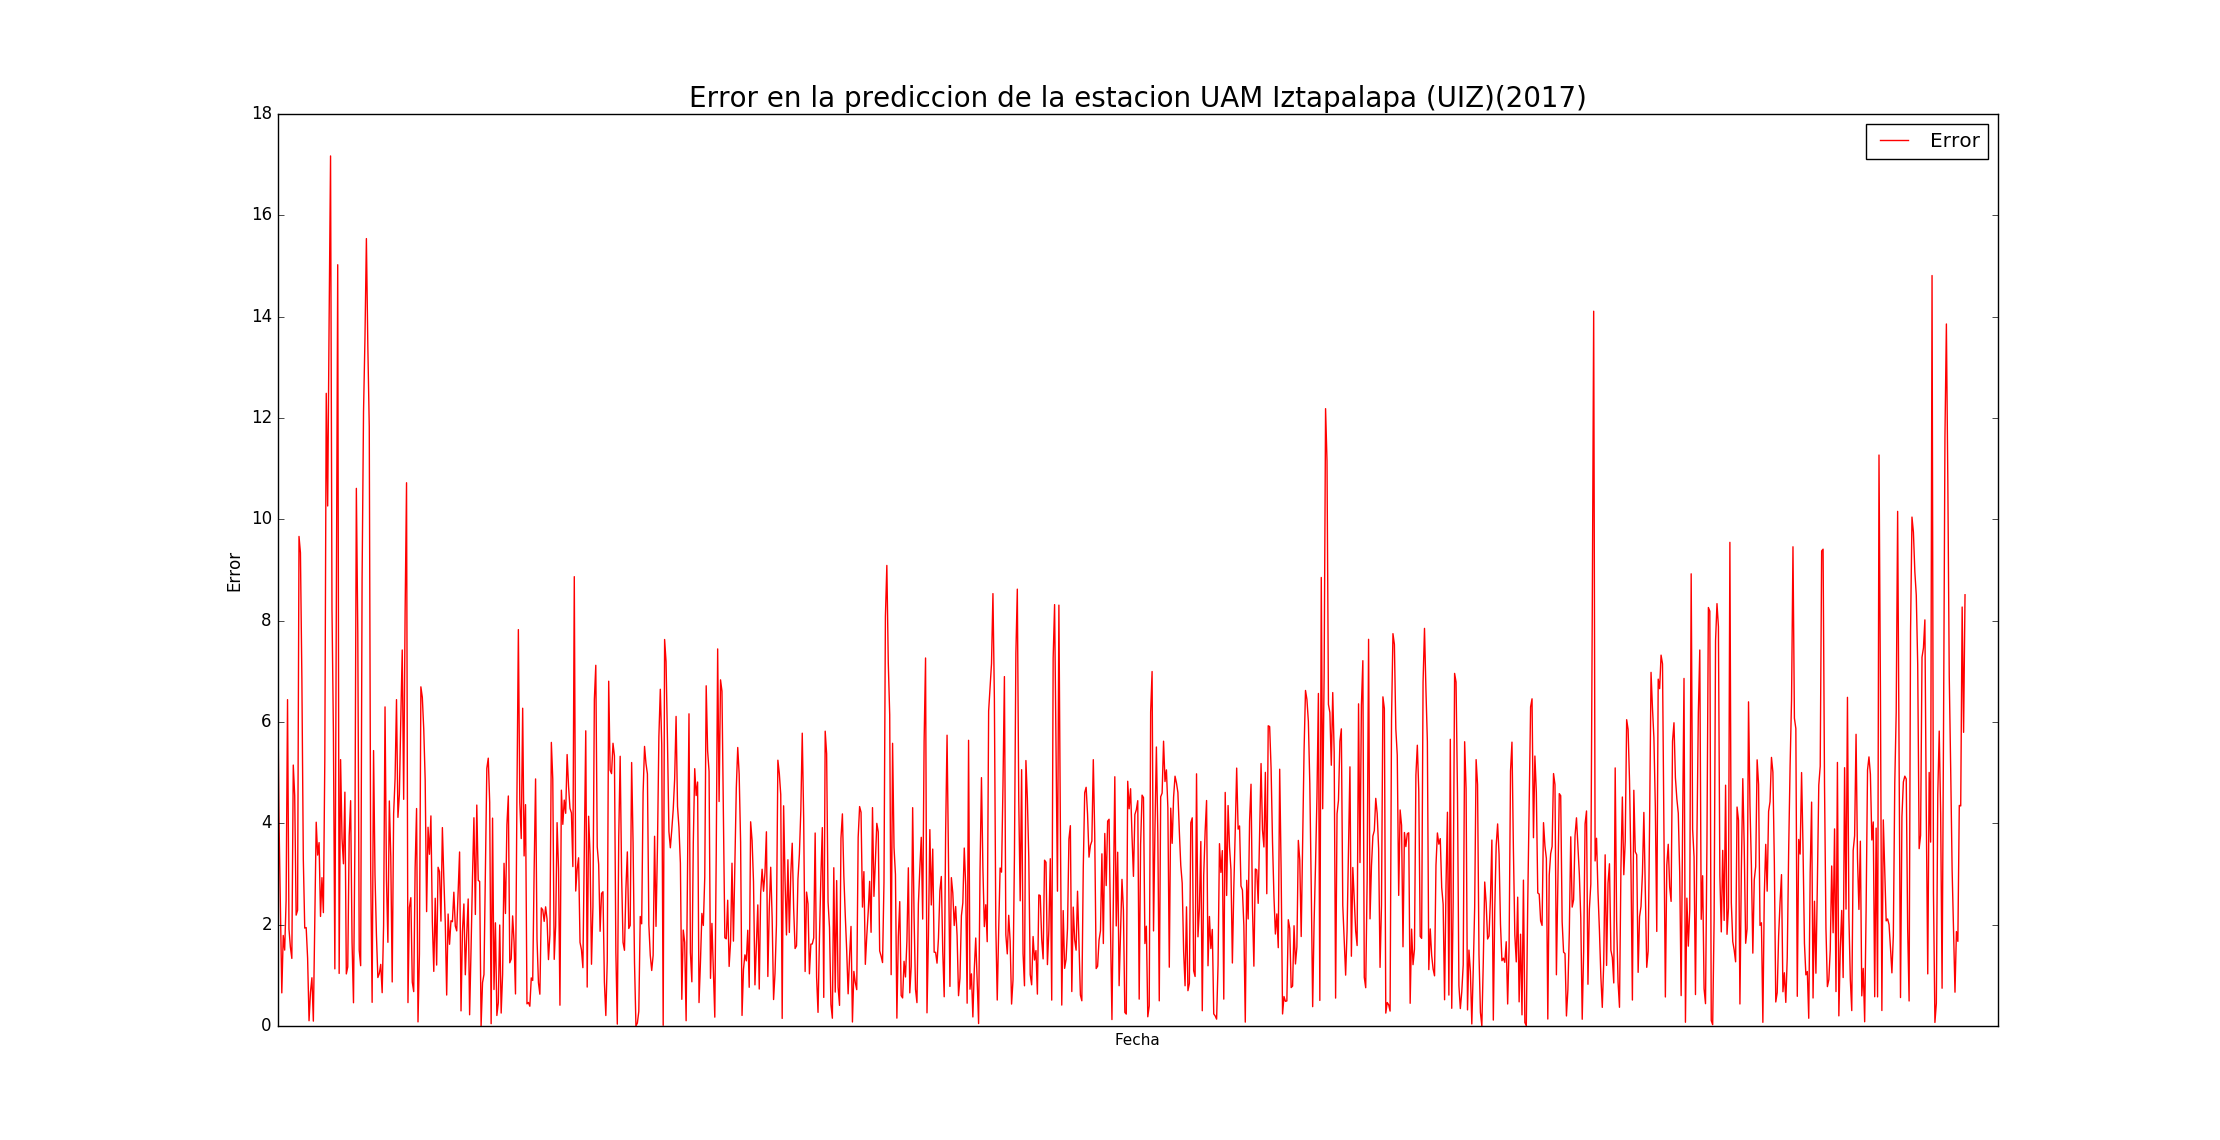 Error en la prediccion de la estacion UAM Iztapalapa (UIZ)(2017)
18
Error
16
14
12
10
Error
8
6
4
2
0
Fecha